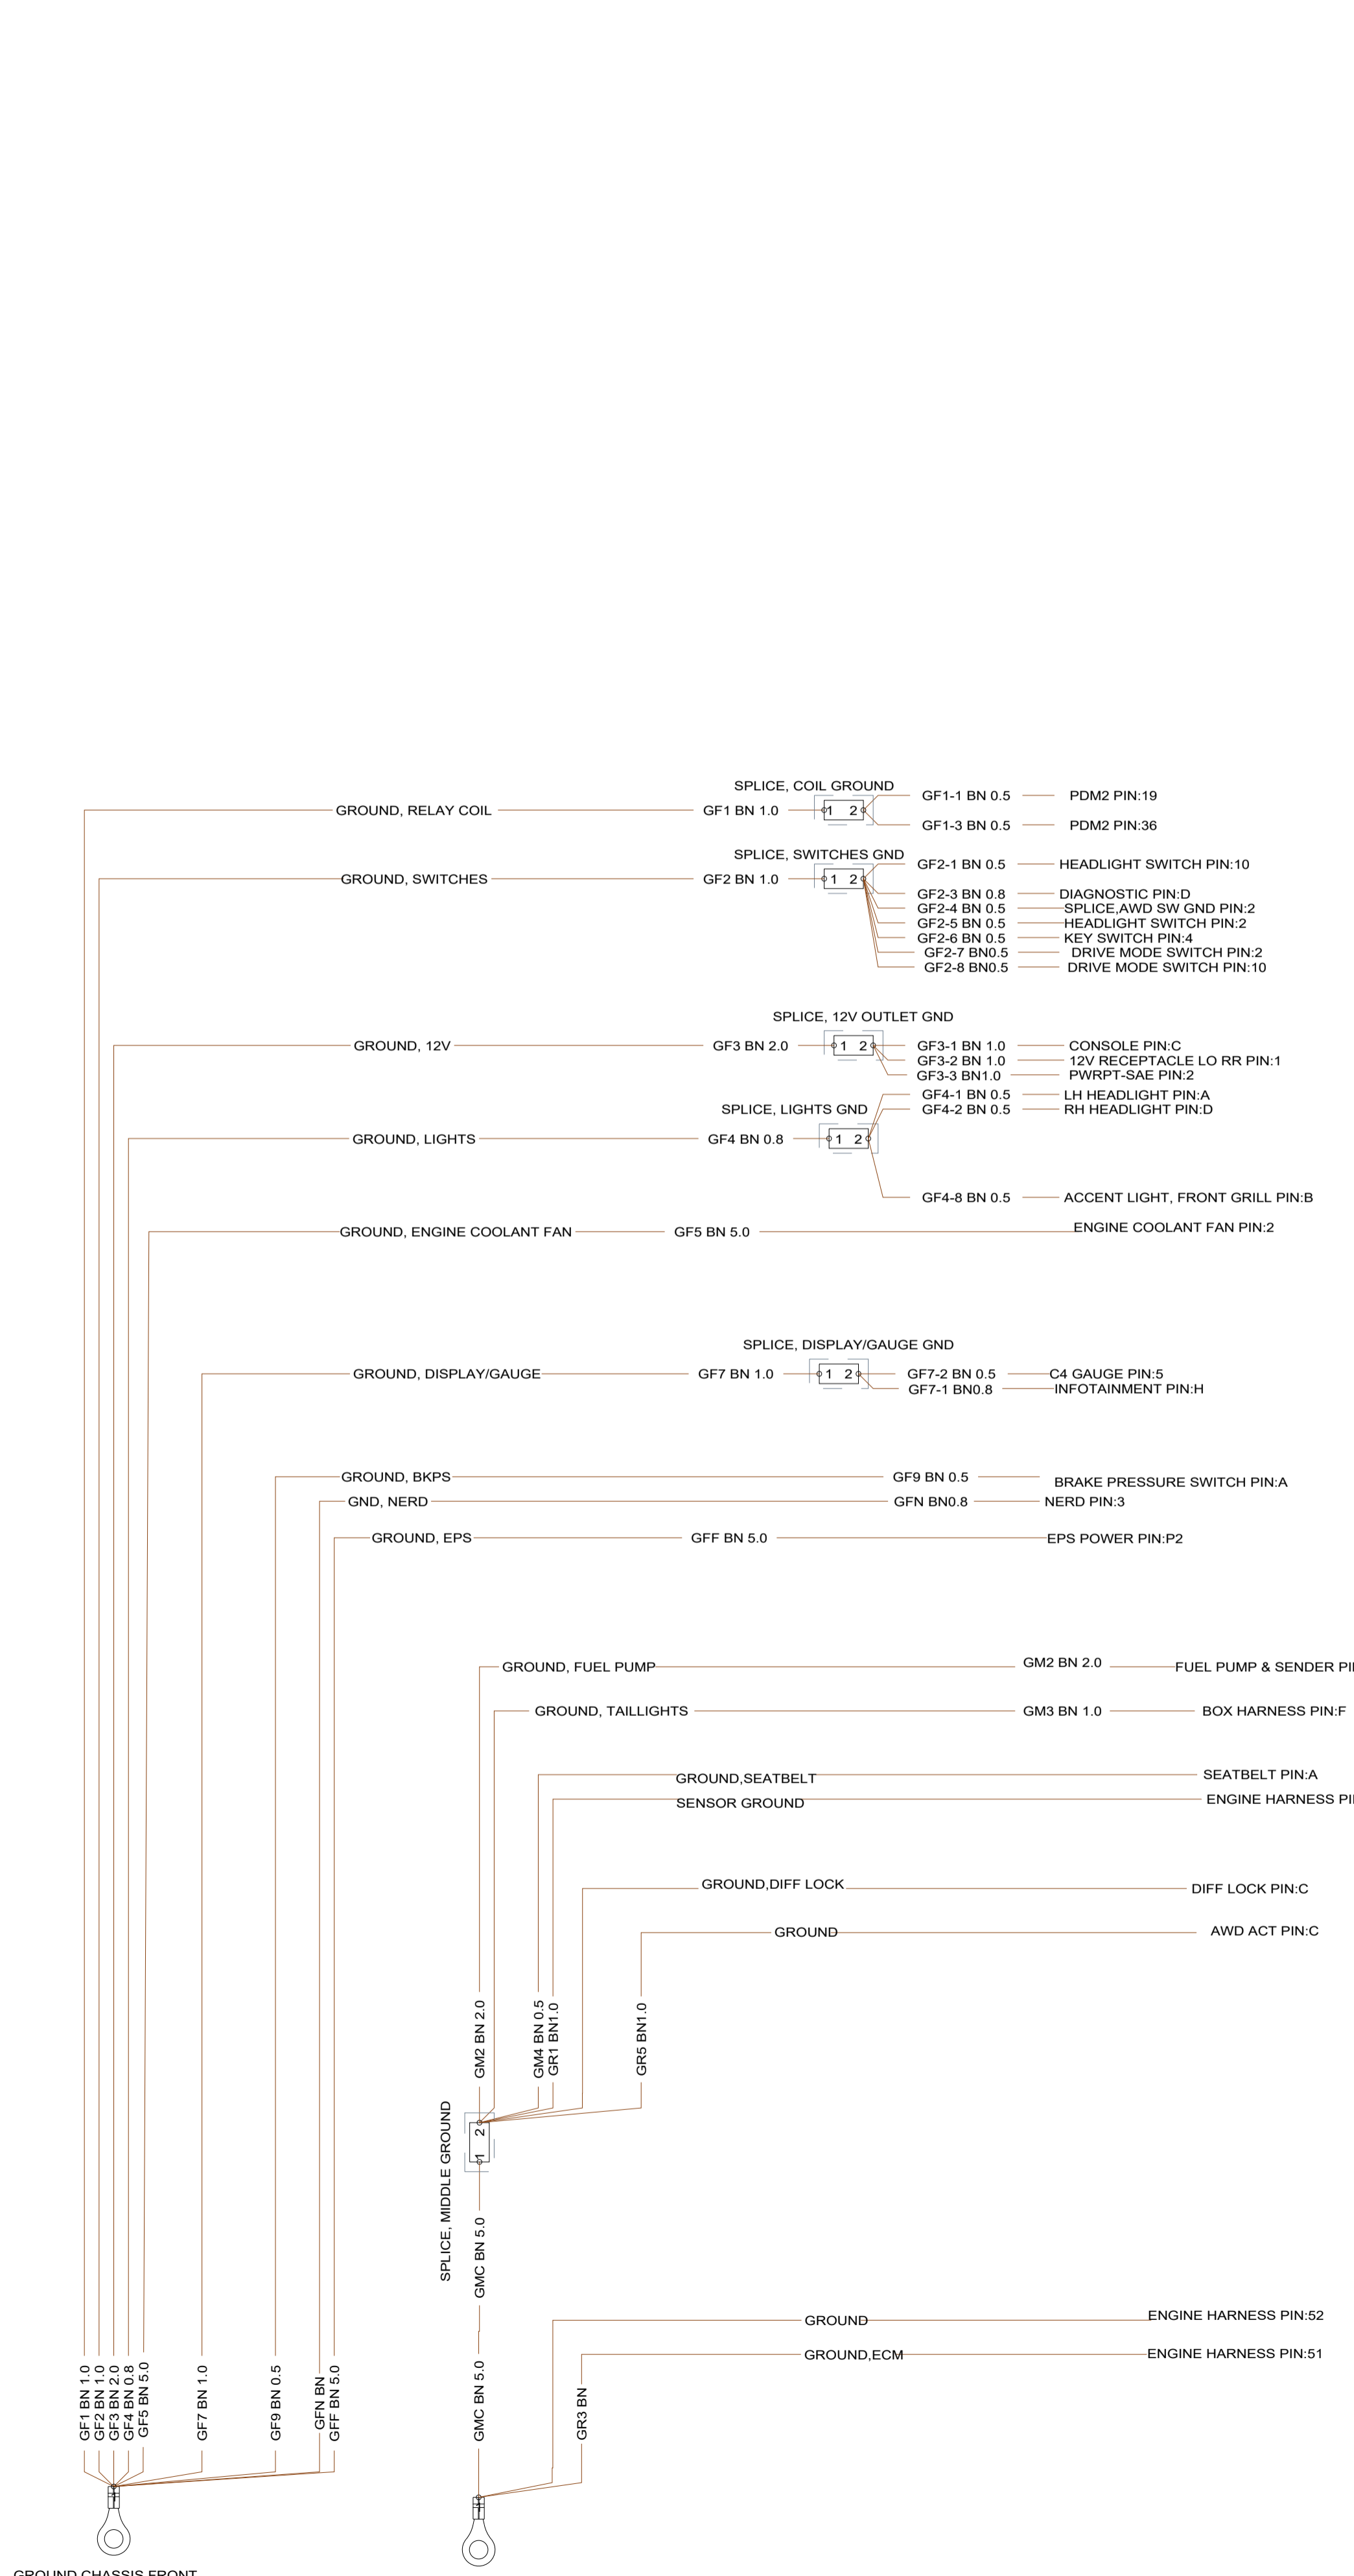 SPLICE, COIL GROUND
GF1-1 BN 0.5 PDM2 PIN:19
GROUND, RELAY COIL GF1 BN 1.0 1 2
GF1-3 BN 0.5 PDM2 PIN:36
SPLICE, SWITCHES GND
GF2-1 BN 0.5 HEADLIGHT SWITCH PIN:10
GROUND, SWITCHES GF2 BN 1.0 1 2
GF2-3 BN 0.8 DIAGNOSTIC PIN:D
GF2-4 BN 0.5 SPLICE,AWD SW GND PIN:2
GF2-5 BN 0.5 HEADLIGHT SWITCH PIN:2
GF2-6 BN 0.5 KEY SWITCH PIN:4
GF2-7 BN0.5 DRIVE MODE SWITCH PIN:2
GF2-8 BN0.5 DRIVE MODE SWITCH PIN:10
SPLICE, 12V OUTLET GND
GROUND, 12V GF3 BN 2.0 1 2 GF3-1 BN 1.0 CONSOLE PIN:C
GF3-2 BN 1.0 12V RECEPTACLE LO RR PIN:1
GF3-3 BN1.0 PWRPT-SAE PIN:2
GF4-1 BN 0.5 LH HEADLIGHT PIN:A
SPLICE, LIGHTS GND GF4-2 BN 0.5 RH HEADLIGHT PIN:D
GROUND, LIGHTS GF4 BN 0.8 1 2
GF4-8 BN 0.5 ACCENT LIGHT, FRONT GRILL PIN:B
GROUND, ENGINE COOLANT FAN GF5 BN 5.0 ENGINE COOLANT FAN PIN:2
SPLICE, DISPLAY/GAUGE GND
GROUND, DISPLAY/GAUGE GF7 BN 1.0 1 2 GF7-2 BN 0.5 C4 GAUGE PIN:5
GF7-1 BN0.8 INFOTAINMENT PIN:H
GROUND, BKPS GF9 BN 0.5 BRAKE PRESSURE SWITCH PIN:A
GND, NERD GFN BN0.8 NERD PIN:3
GROUND, EPS GFF BN 5.0 EPS POWER PIN:P2
GROUND, FUEL PUMP GM2 BN 2.0 FUEL PUMP & SENDER
GROUND, TAILLIGHTS GM3 BN 1.0 BOX HARNESS PIN:F
GROUND,SEATBELT SEATBELT PIN:A
SENSOR GROUND ENGINE HARNESS
GROUND,DIFF LOCK DIFF LOCK PIN:C
GROUND AWD ACT PIN:C
GM2 BN 2.0
GM4 BN 0.5
GR1 BN1.0
GR5 BN1.0
SPLICE, MIDDLE GROUND
2
1
GMC BN 5.0
GROUND ENGINE HARNESS PIN:52
GROUND,ECM ENGINE HARNESS PIN:51
GF1 BN 1.0
GF2 BN 1.0
GF3 BN 2.0
GF4 BN 0.8
GF5 BN 5.0
GF7 BN 1.0
GF9 BN 0.5
GFN BN
GFF BN 5.0
GMC BN 5.0
GR3 BN
GROUND CHASSIS FRONT